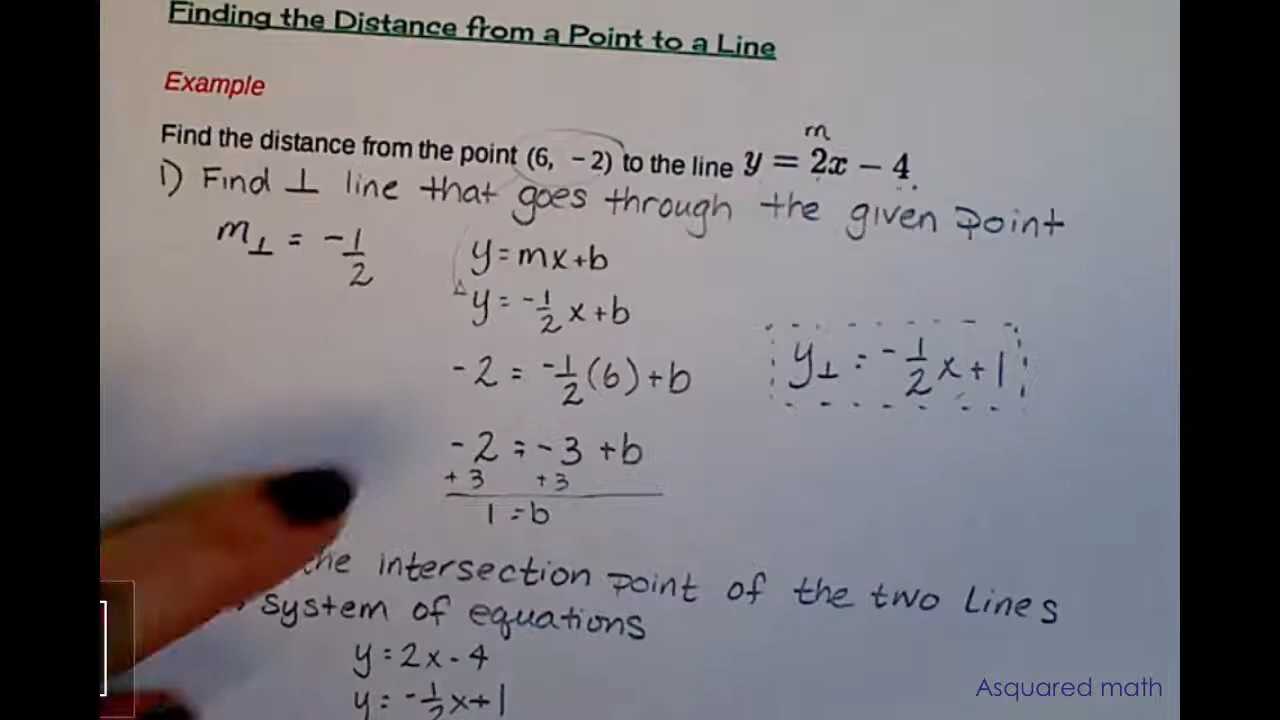 Finding the Distance from a Point to a Line
Example
m
Find the distance from the point (6, -2) to the line y = 2x - 4
1) Find ⊥ line that goes through the given point
m⊥ = -1/2
y = mx + b
y = -1/2 x + b
-2 = -1/2 (6) + b
-2 = -3 + b
+3 +3
1 = b
y⊥ = -1/2 x + 1
the intersection point of the two lines
system of equations
y = 2x - 4
y = -1/2 x + 1
Asquared math